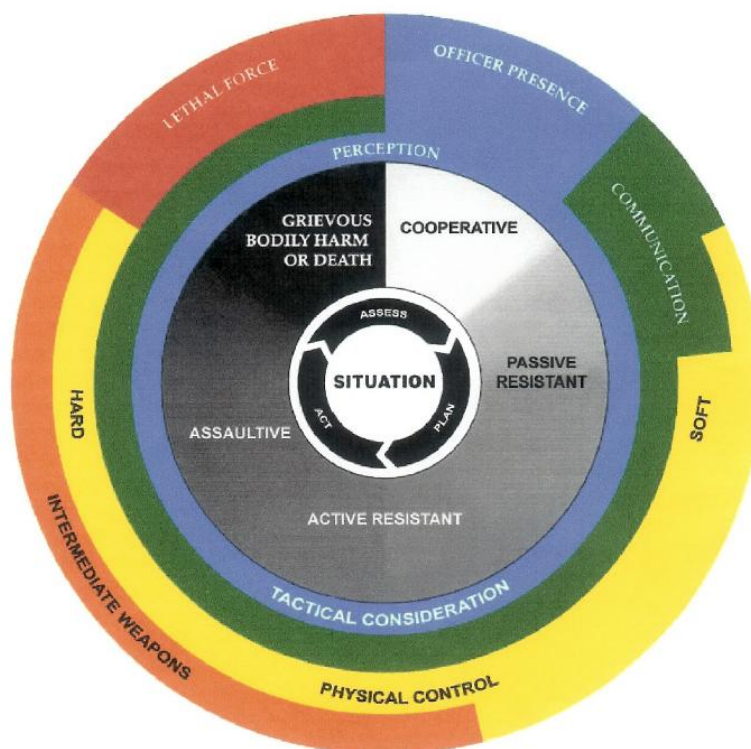 LETHAL FORCE
OFFICER PRESENCE
COMMUNICATION
PERCEPTION
GRIEVOUS
BODILY HARM
OR DEATH
COOPERATIVE
ASSESS
SITUATION
PLAN
ACT
PASSIVE
RESISTANT
ASSAULTIVE
ACTIVE RESISTANT
HARD
SOFT
TACTICAL CONSIDERATION
INTERMEDIATE WEAPONS
PHYSICAL CONTROL